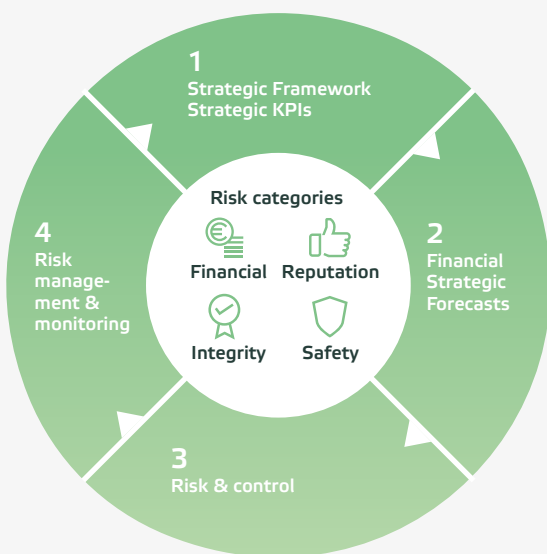 1
Strategic Framework
Strategic KPIs
2
Financial
Strategic
Forecasts
3
Risk & control
4
Risk
manage-
ment &
monitoring
Risk categories
Financial Reputation
Integrity Safety